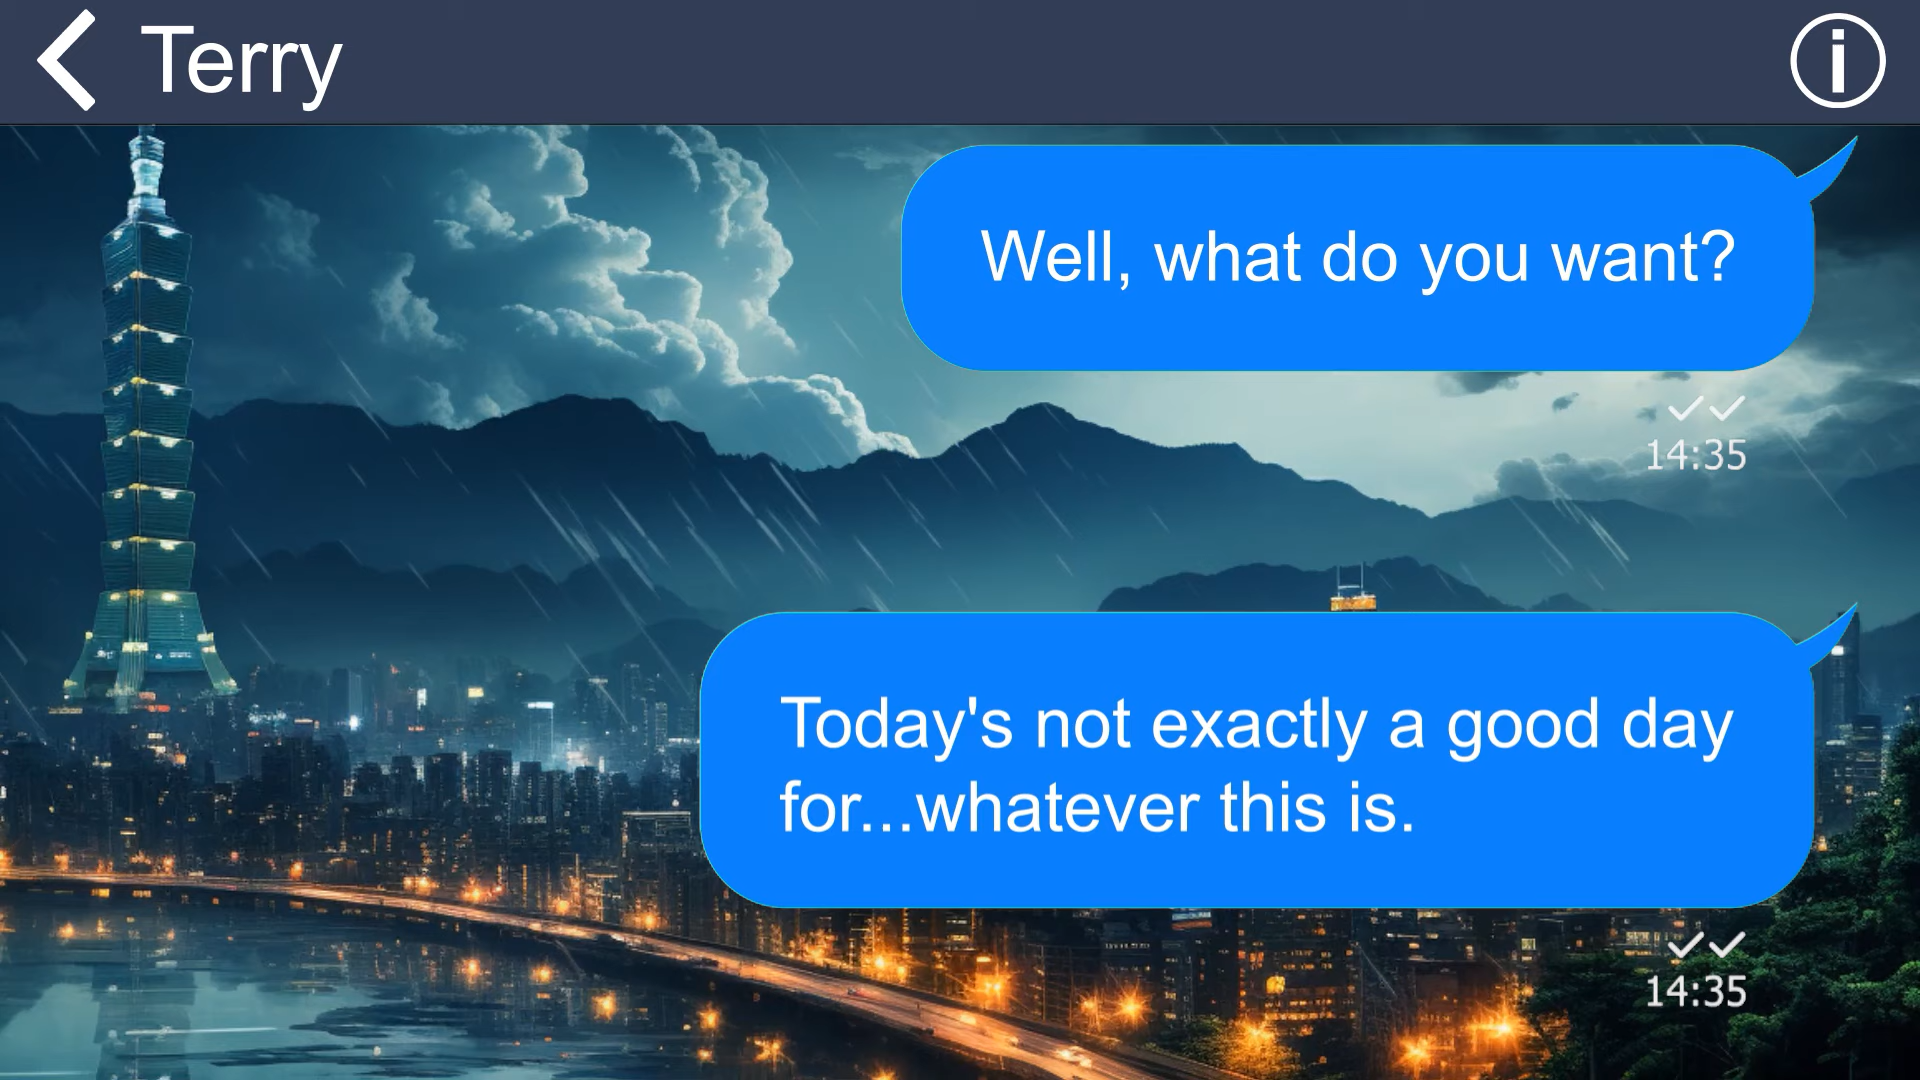 Terry
Well, what do you want?
14:35
Today's not exactly a good day
for...whatever this is.
14:35